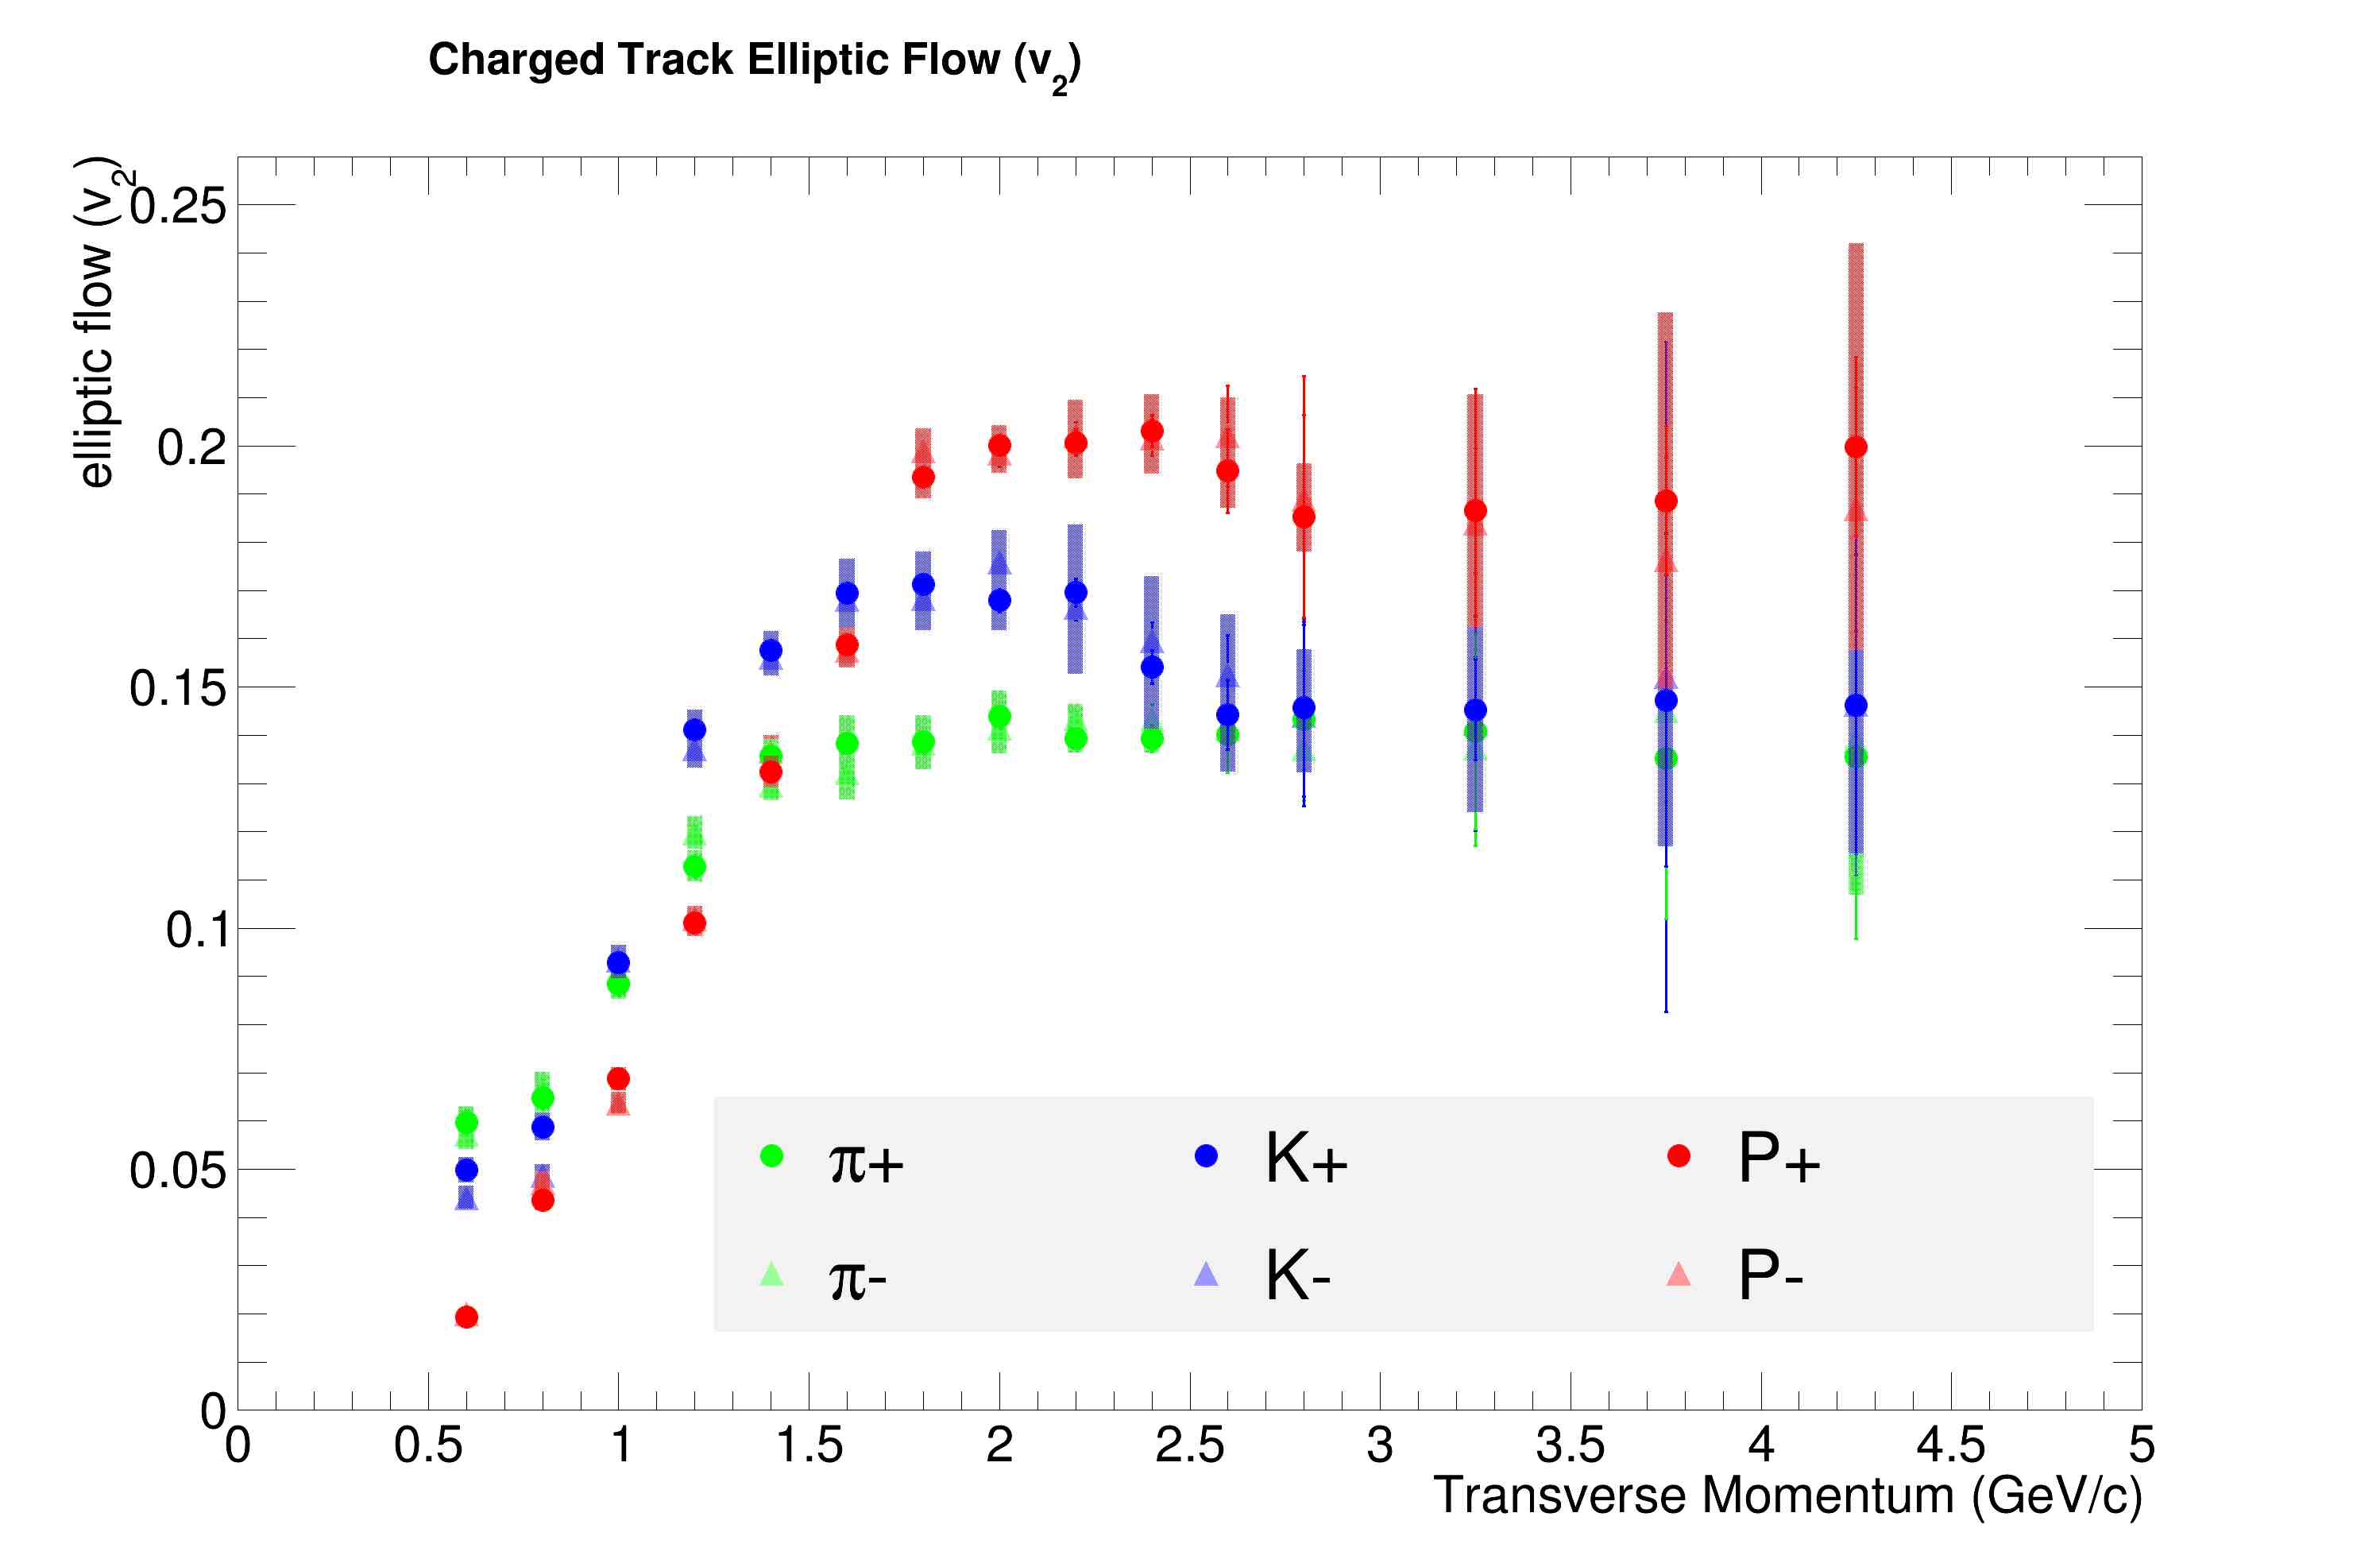 Charged Track Elliptic Flow (v2)
elliptic flow (v2)
0.25
0.2
0.15
0.1
0.05
0
π+ K+ P+
π- K- P-
0 0.5 1 1.5 2 2.5 3 3.5 4 4.5 5
Transverse Momentum (GeV/c)